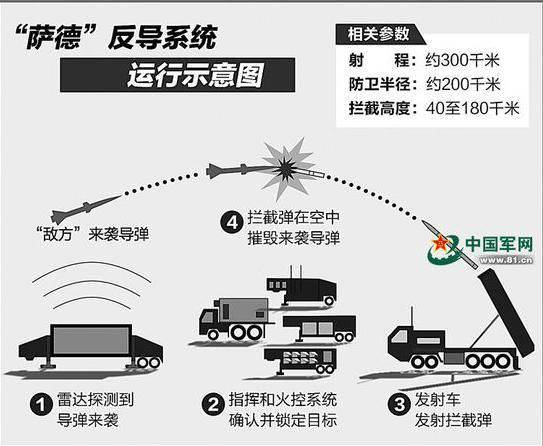 “萨德”反导系统
运行示意图
相关参数
射　　程：约300千米
防卫半径：约200千米
拦截高度：40至180千米
“敌方”来袭导弹
4 拦截弹在空中
摧毁来袭导弹
中国军网
www.81.cn
1 雷达探测到
导弹来袭
2 指挥和火控系统
确认并锁定目标
3 发射车
发射拦截弹